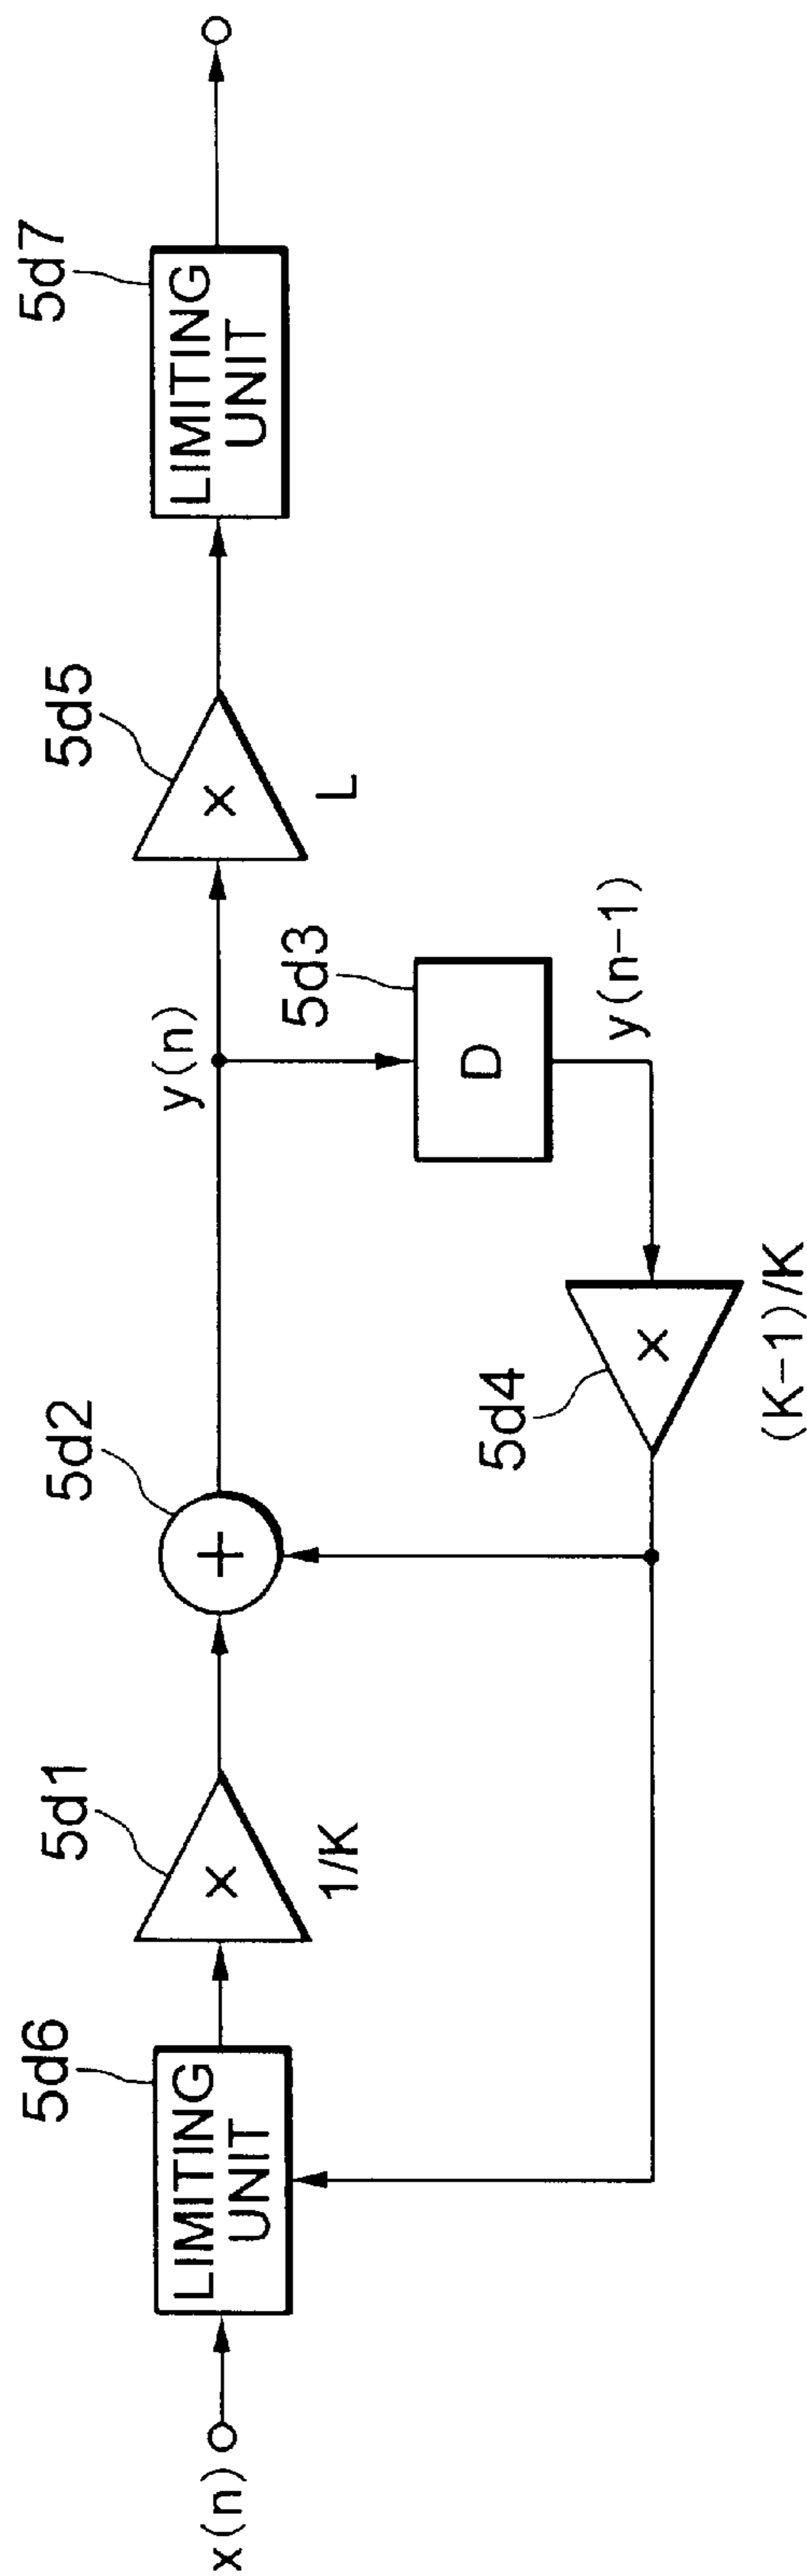 x(n)
5d6
LIMITING
UNIT
5d1
×
1/K
5d2
+
y(n)
5d3
D
y(n-1)
5d4
×
(K-1)/K
5d5
×
L
5d7
LIMITING
UNIT